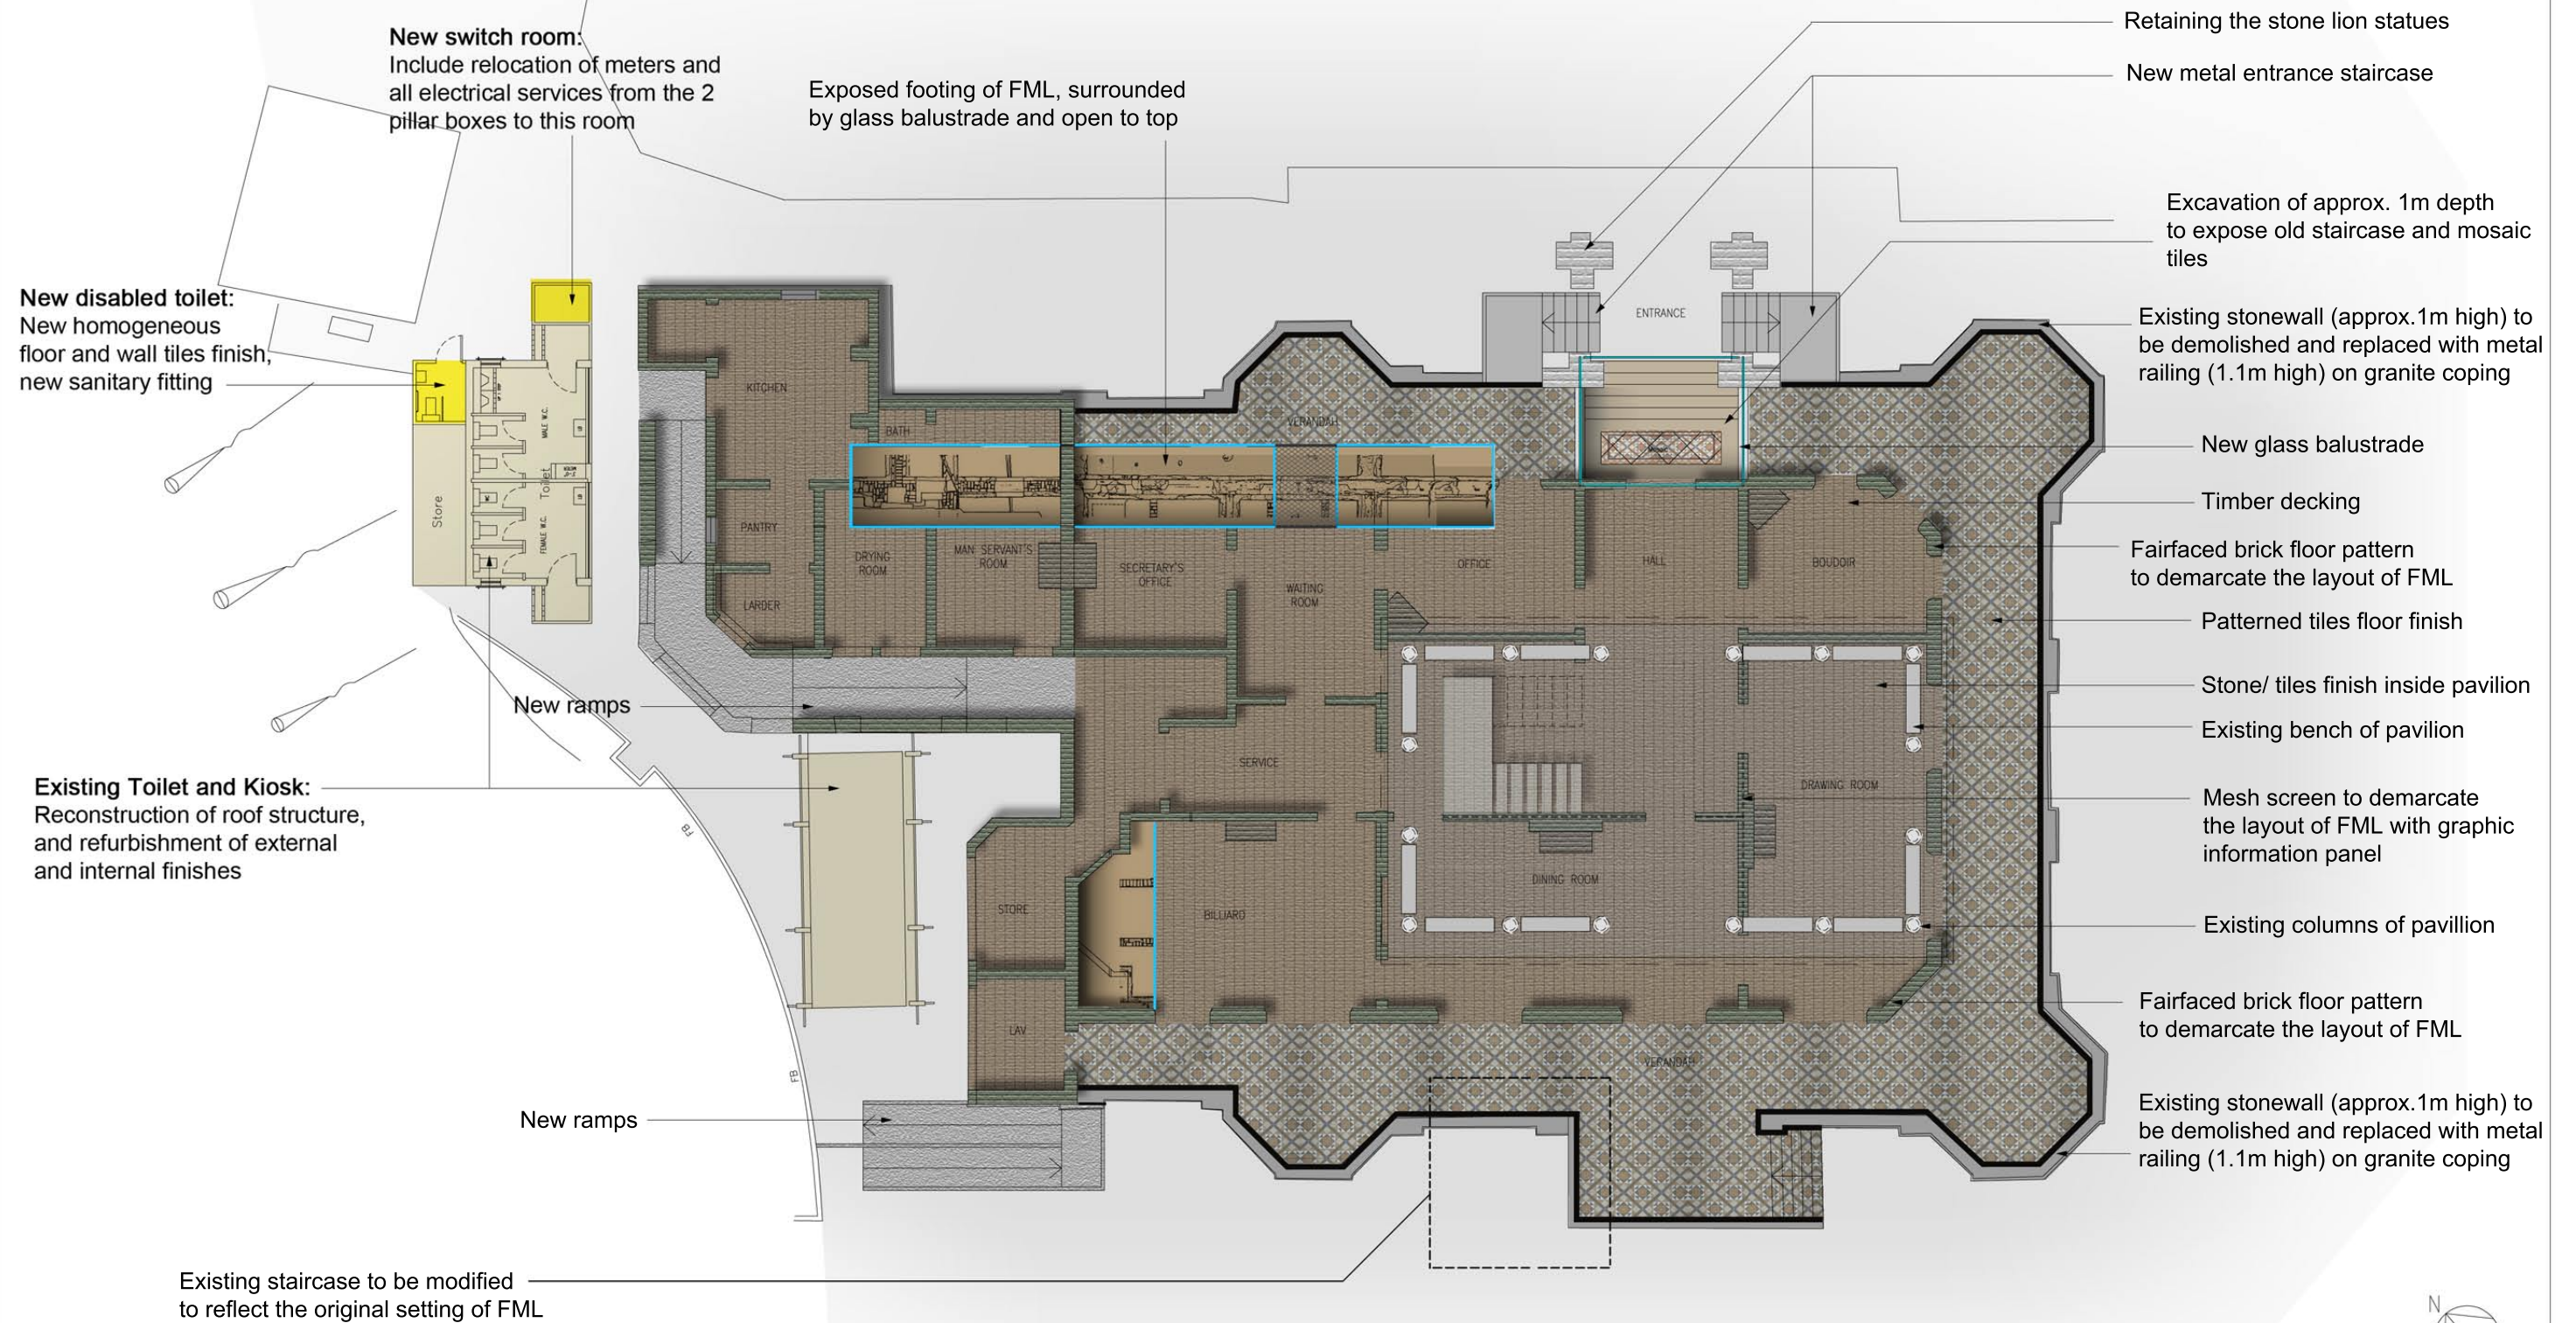 New switch room:
Include relocation of meters and
all electrical services from the 2
pillar boxes to this room
Exposed footing of FML, surrounded
by glass balustrade and open to top
Retaining the stone lion statues
New metal entrance staircase
Excavation of approx. 1m depth
to expose old staircase and mosaic
tiles
New disabled toilet:
New homogeneous
floor and wall tiles finish,
new sanitary fitting
Existing stonewall (approx.1m high) to
be demolished and replaced with metal
railing (1.1m high) on granite coping
New glass balustrade
Timber decking
Fairfaced brick floor pattern
to demarcate the layout of FML
Patterned tiles floor finish
Stone/ tiles finish inside pavilion
Existing bench of pavilion
Mesh screen to demarcate
the layout of FML with graphic
information panel
Existing columns of pavillion
Fairfaced brick floor pattern
to demarcate the layout of FML
Existing stonewall (approx.1m high) to
be demolished and replaced with metal
railing (1.1m high) on granite coping
New ramps
Existing Toilet and Kiosk:
Reconstruction of roof structure,
and refurbishment of external
and internal finishes
New ramps
Existing staircase to be modified
to reflect the original setting of FML
ENTRANCE
KITCHEN
BATH
VERANDAH
PANTRY
DRYING
ROOM
MAN SERVANT'S
ROOM
SECRETARY'S
OFFICE
WAITING
ROOM
OFFICE
HALL
BOUDOIR
LARDER
SERVICE
DRAWING ROOM
DINING ROOM
STORE
BILLIARD
LAV
VERANDAH
Store
Toilet
MALE W.C.
FEMALE W.C.
FB
FB
N